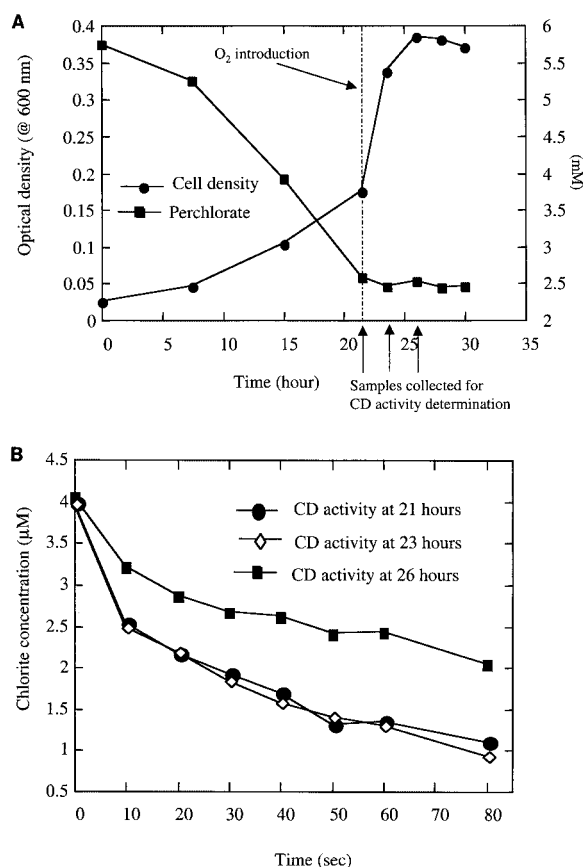 A
0.4
0.35
0.3
0.25
0.2
0.15
0.1
0.05
0
Optical density (@ 600 nm)
O2 introduction
Cell density
Perchlorate
6
5.5
5
4.5
4
3.5
3
2.5
2
(mM)
0 5 10 15 20 25 30 35
Time (hour)
Samples collected for
CD activity determination
B
4.5
4
3.5
3
2.5
2
1.5
1
0.5
Chlorite concentration (μM)
CD activity at 21 hours
CD activity at 23 hours
CD activity at 26 hours
0 10 20 30 40 50 60 70 80
Time (sec)